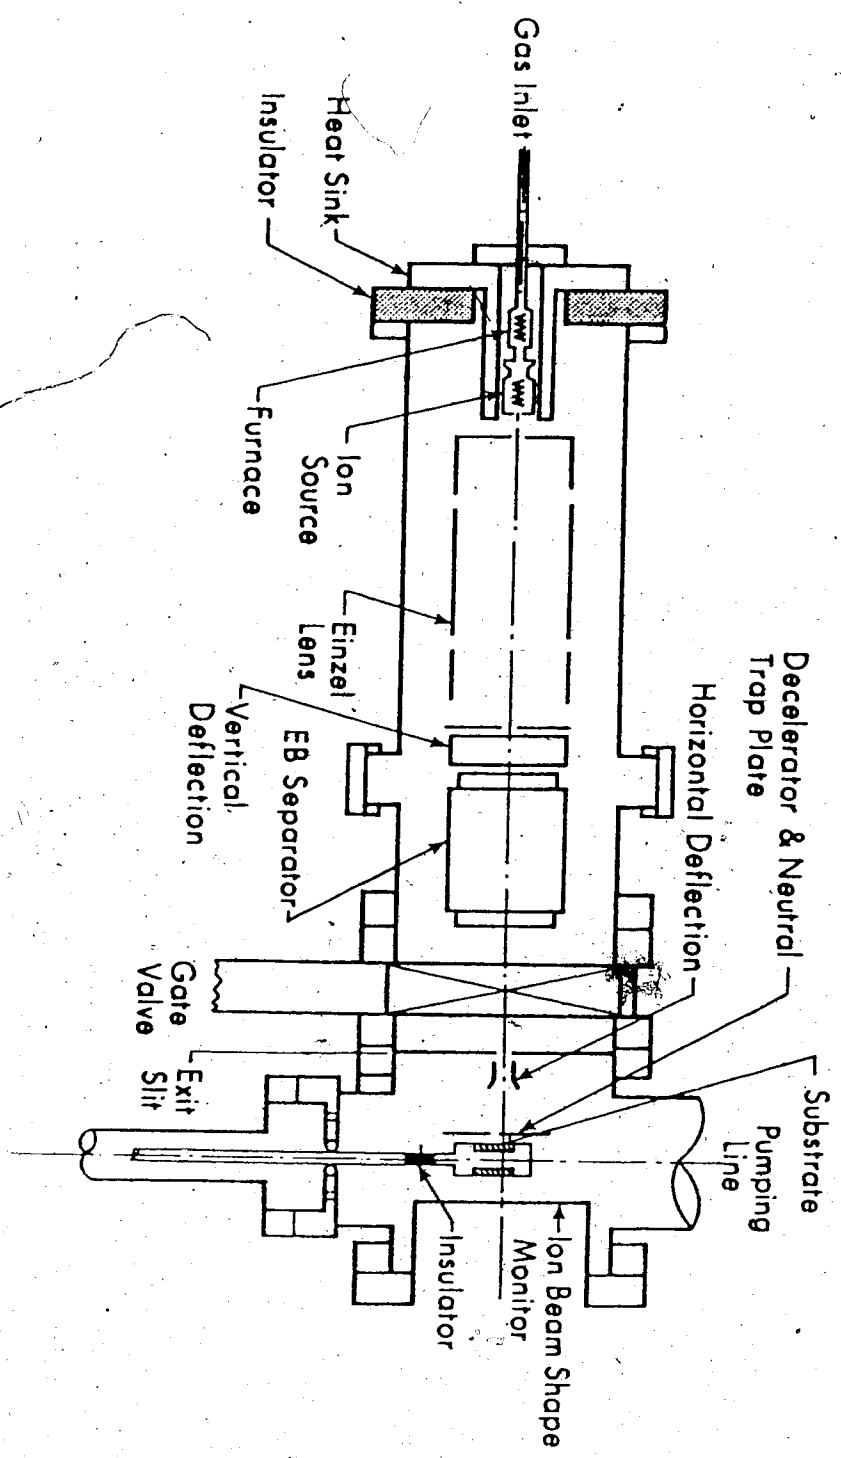 Gas Inlet
Heat Sink
Insulator
Furnace
Ion
Source
Einzel
Lens
Vertical
Deflection
EB Separator
Decelerator & Neutral
Trap Plate
Horizontal Deflection
Gate
Valve
Exit
Slit
Substrate
Pumping
Line
Insulator
Ion Beam Shape
Monitor